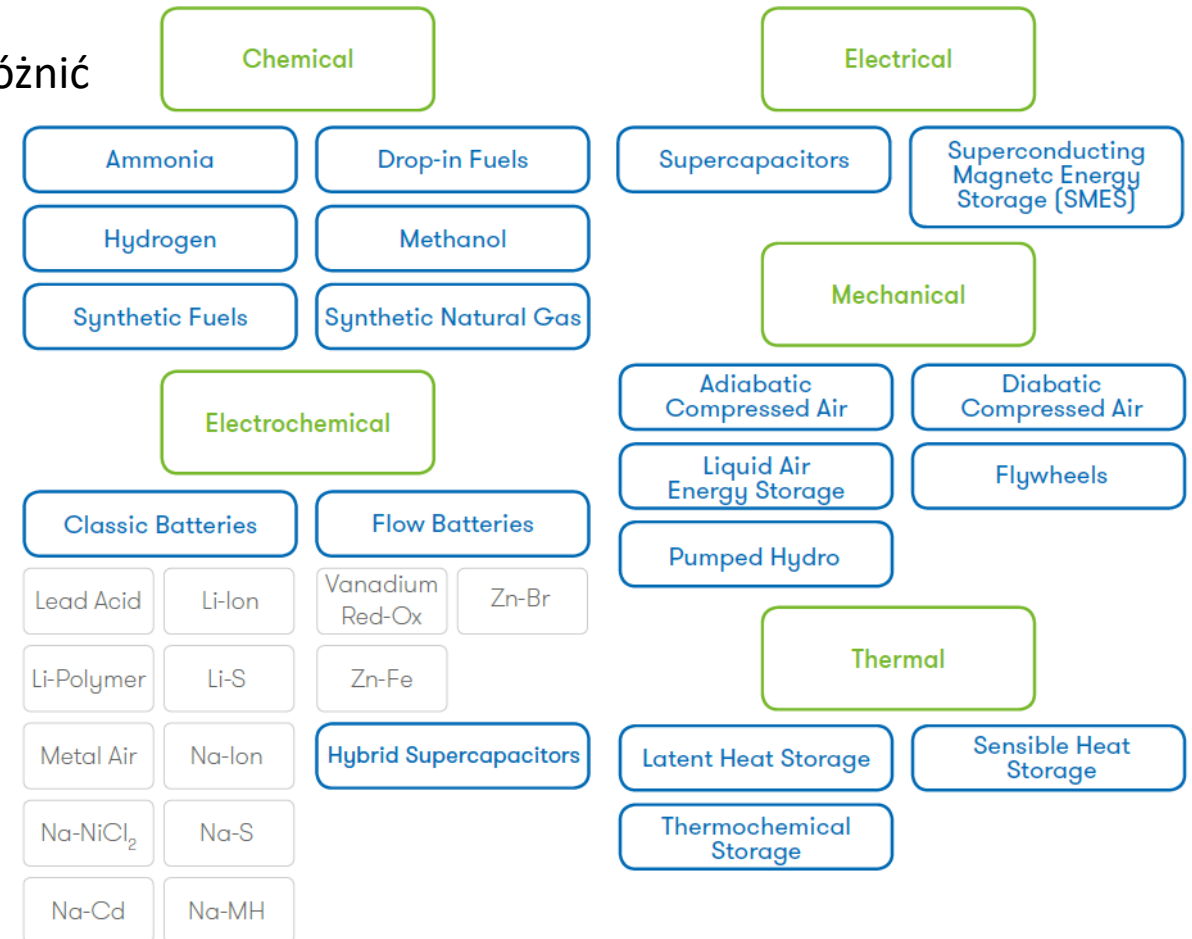 óżnić
Chemical
Ammonia
Drop-in Fuels
Hydrogen
Methanol
Synthetic Fuels
Synthetic Natural Gas
Electrochemical
Classic Batteries
Flow Batteries
Lead Acid
Li-Ion
Vanadium
Red-Ox
Zn-Br
Li-Polymer
Li-S
Zn-Fe
Metal Air
Na-Ion
Hybrid Supercapacitors
Na-NiCl₂
Na-S
Na-Cd
Na-MH
Electrical
Supercapacitors
Superconducting
Magnetc Energy
Storage (SMES)
Mechanical
Adiabatic
Compressed Air
Diabatic
Compressed Air
Liquid Air
Energy Storage
Flywheels
Pumped Hydro
Thermal
Latent Heat Storage
Sensible Heat
Storage
Thermochemical
Storage